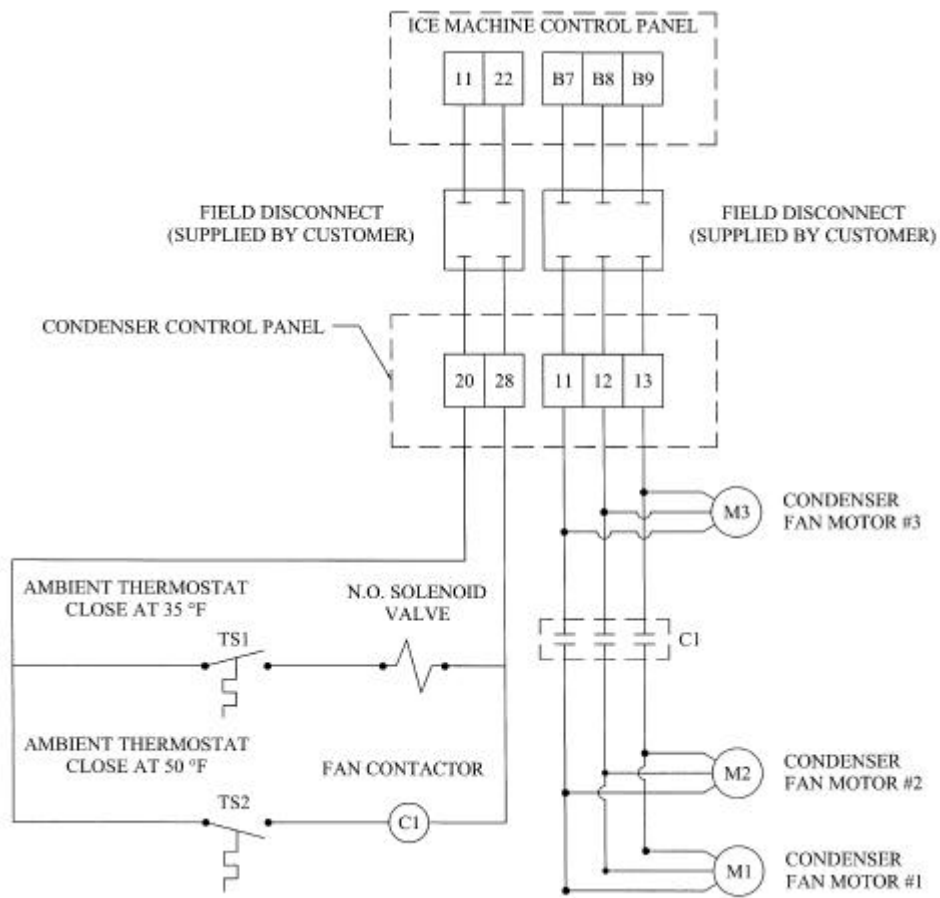 ICE MACHINE CONTROL PANEL
11 22 B7 B8 B9
FIELD DISCONNECT
(SUPPLIED BY CUSTOMER)
FIELD DISCONNECT
(SUPPLIED BY CUSTOMER)
CONDENSER CONTROL PANEL
20 28 11 12 13
M3
CONDENSER
FAN MOTOR #3
AMBIENT THERMOSTAT
CLOSE AT 35 °F
N.O. SOLENOID
VALVE
TS1
C1
AMBIENT THERMOSTAT
CLOSE AT 50 °F
FAN CONTACTOR
TS2
C1
M2
CONDENSER
FAN MOTOR #2
M1
CONDENSER
FAN MOTOR #1